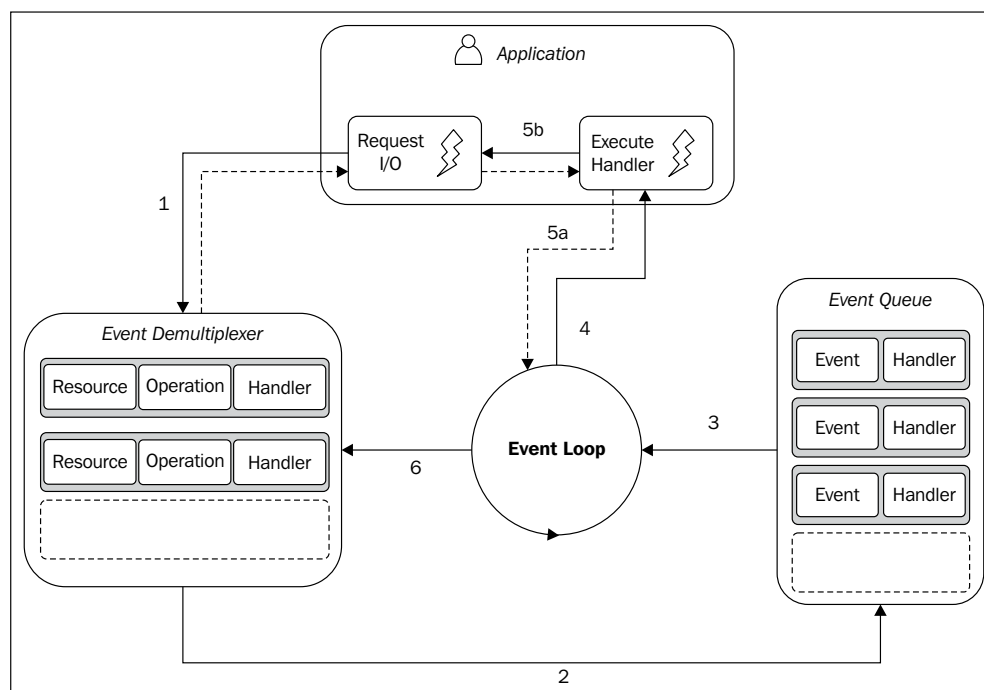 Application
Request
I/O
5b
Execute
Handler
1
5a
Event Demultiplexer
Resource Operation Handler
Resource Operation Handler
4
Event Loop
6
3
Event Queue
Event Handler
Event Handler
Event Handler
2